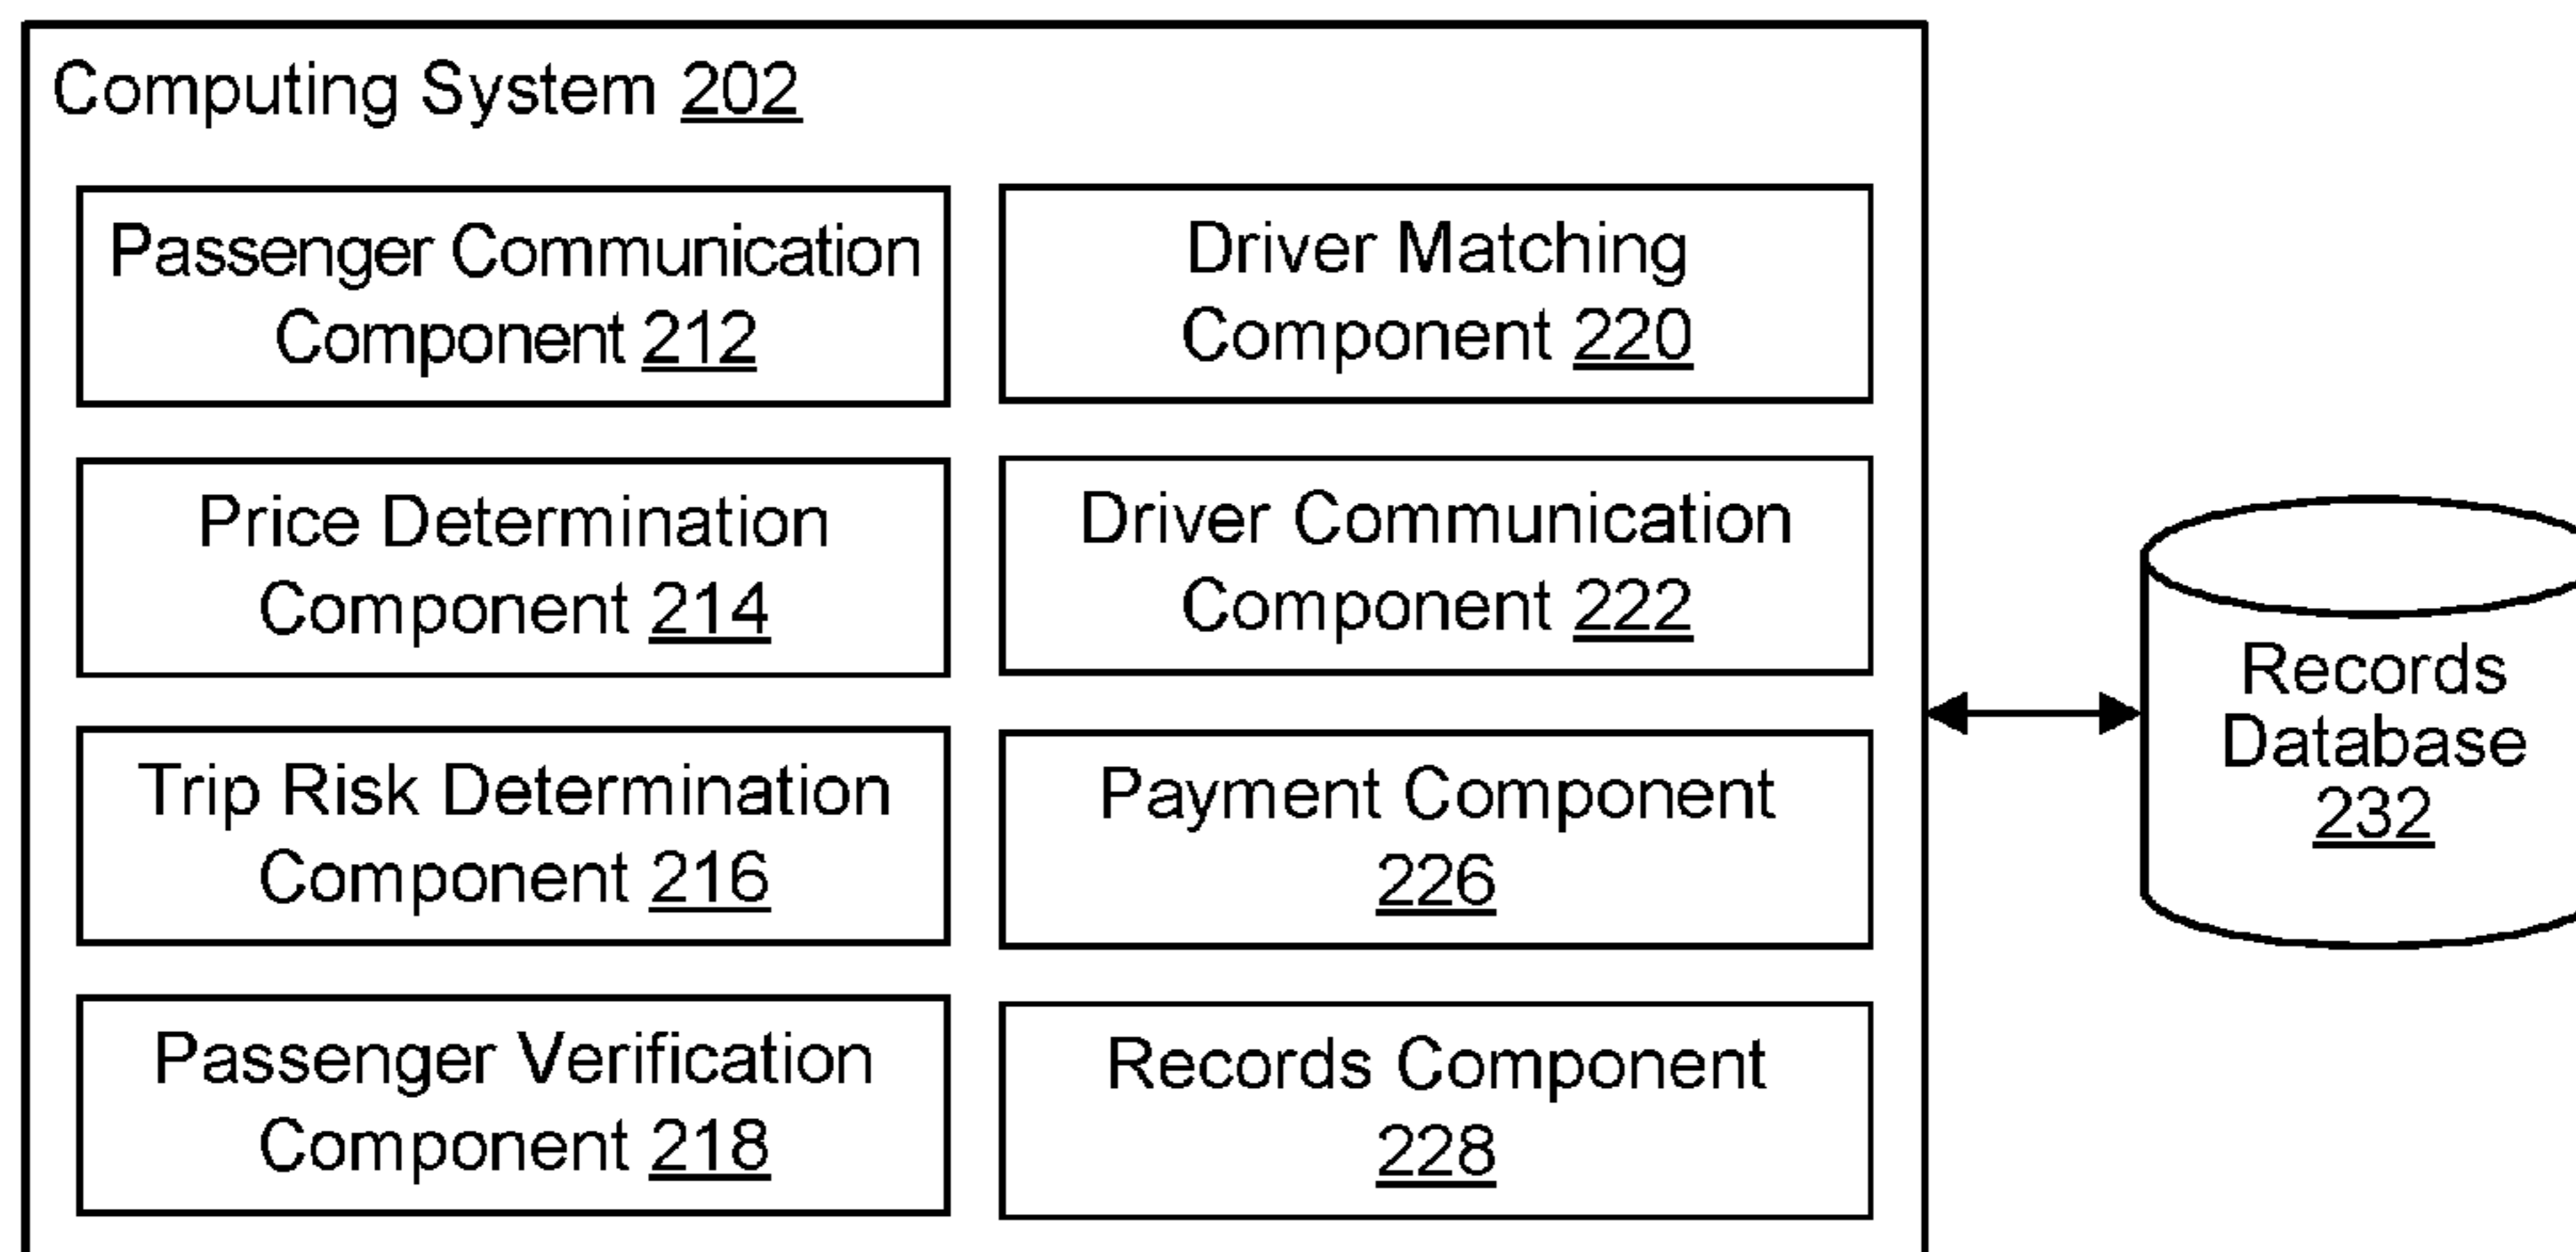 Computing System 202
Passenger Communication
Component 212
Price Determination
Component 214
Trip Risk Determination
Component 216
Passenger Verification
Component 218
Driver Matching
Component 220
Driver Communication
Component 222
Payment Component
226
Records Component
228
Records
Database
232